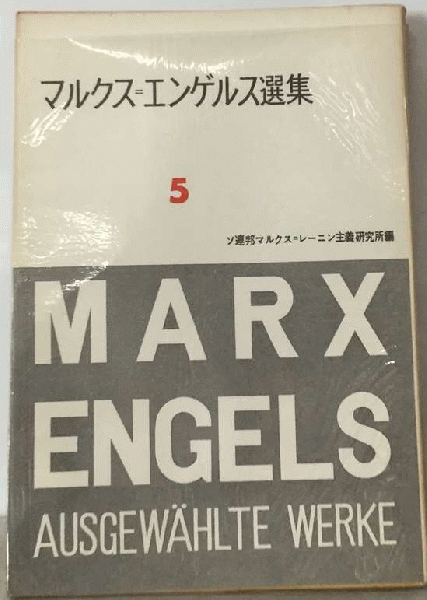 マルクス=エンゲルス選集
5
ソ連邦マルクス=レーニン主義研究所編
MARX
ENGELS
AUSGEWÄHLTE WERKE